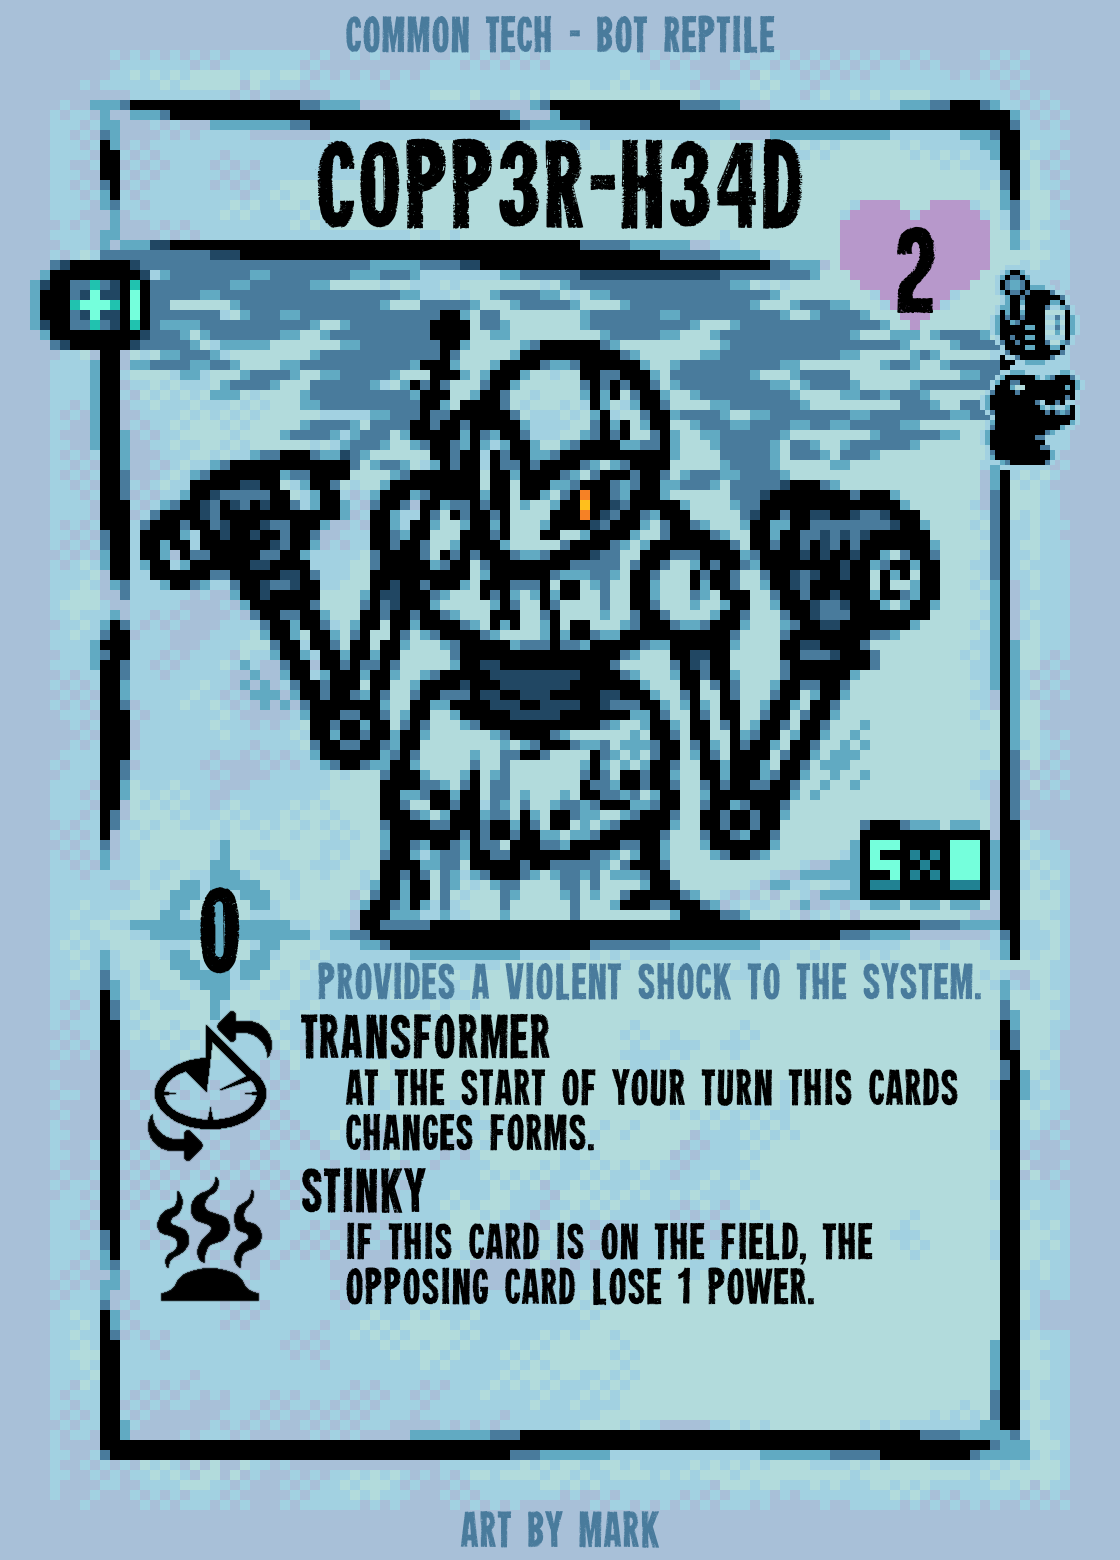 COMMON TECH - BOT REPTILE
C0PP3R-H34D
2
5X
0
PROVIDES A VIOLENT SHOCK TO THE SYSTEM.
TRANSFORMER
AT THE START OF YOUR TURN THIS CARDS
CHANGES FORMS.
STINKY
IF THIS CARD IS ON THE FIELD, THE
OPPOSING CARD LOSE 1 POWER.
ART BY MARK